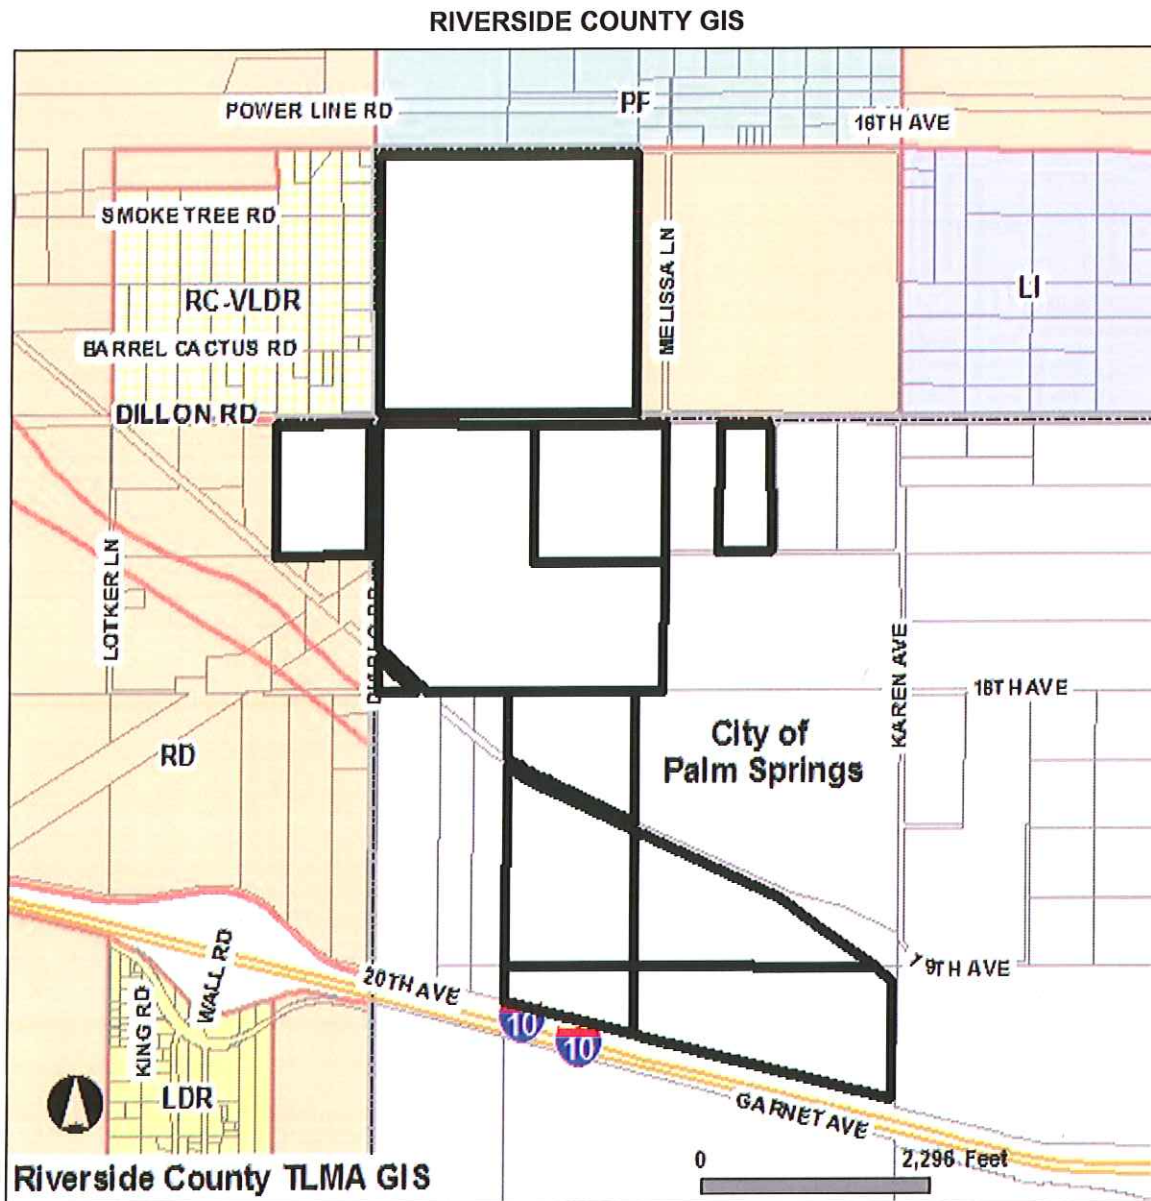 RIVERSIDE COUNTY GIS
POWER LINE RD
PF
16TH AVE
SMOKE TREE RD
RC-VLDR
MELISSA LN
LI
BARREL CACTUS RD
DILLON RD
LOTKER LN
KAREN AVE
18TH AVE
City of
Palm Springs
RD
WALL RD
19TH AVE
20TH AVE
KING RD
10
10
LDR
GARNET AVE
0
2,296 Feet
Riverside County TLMA GIS